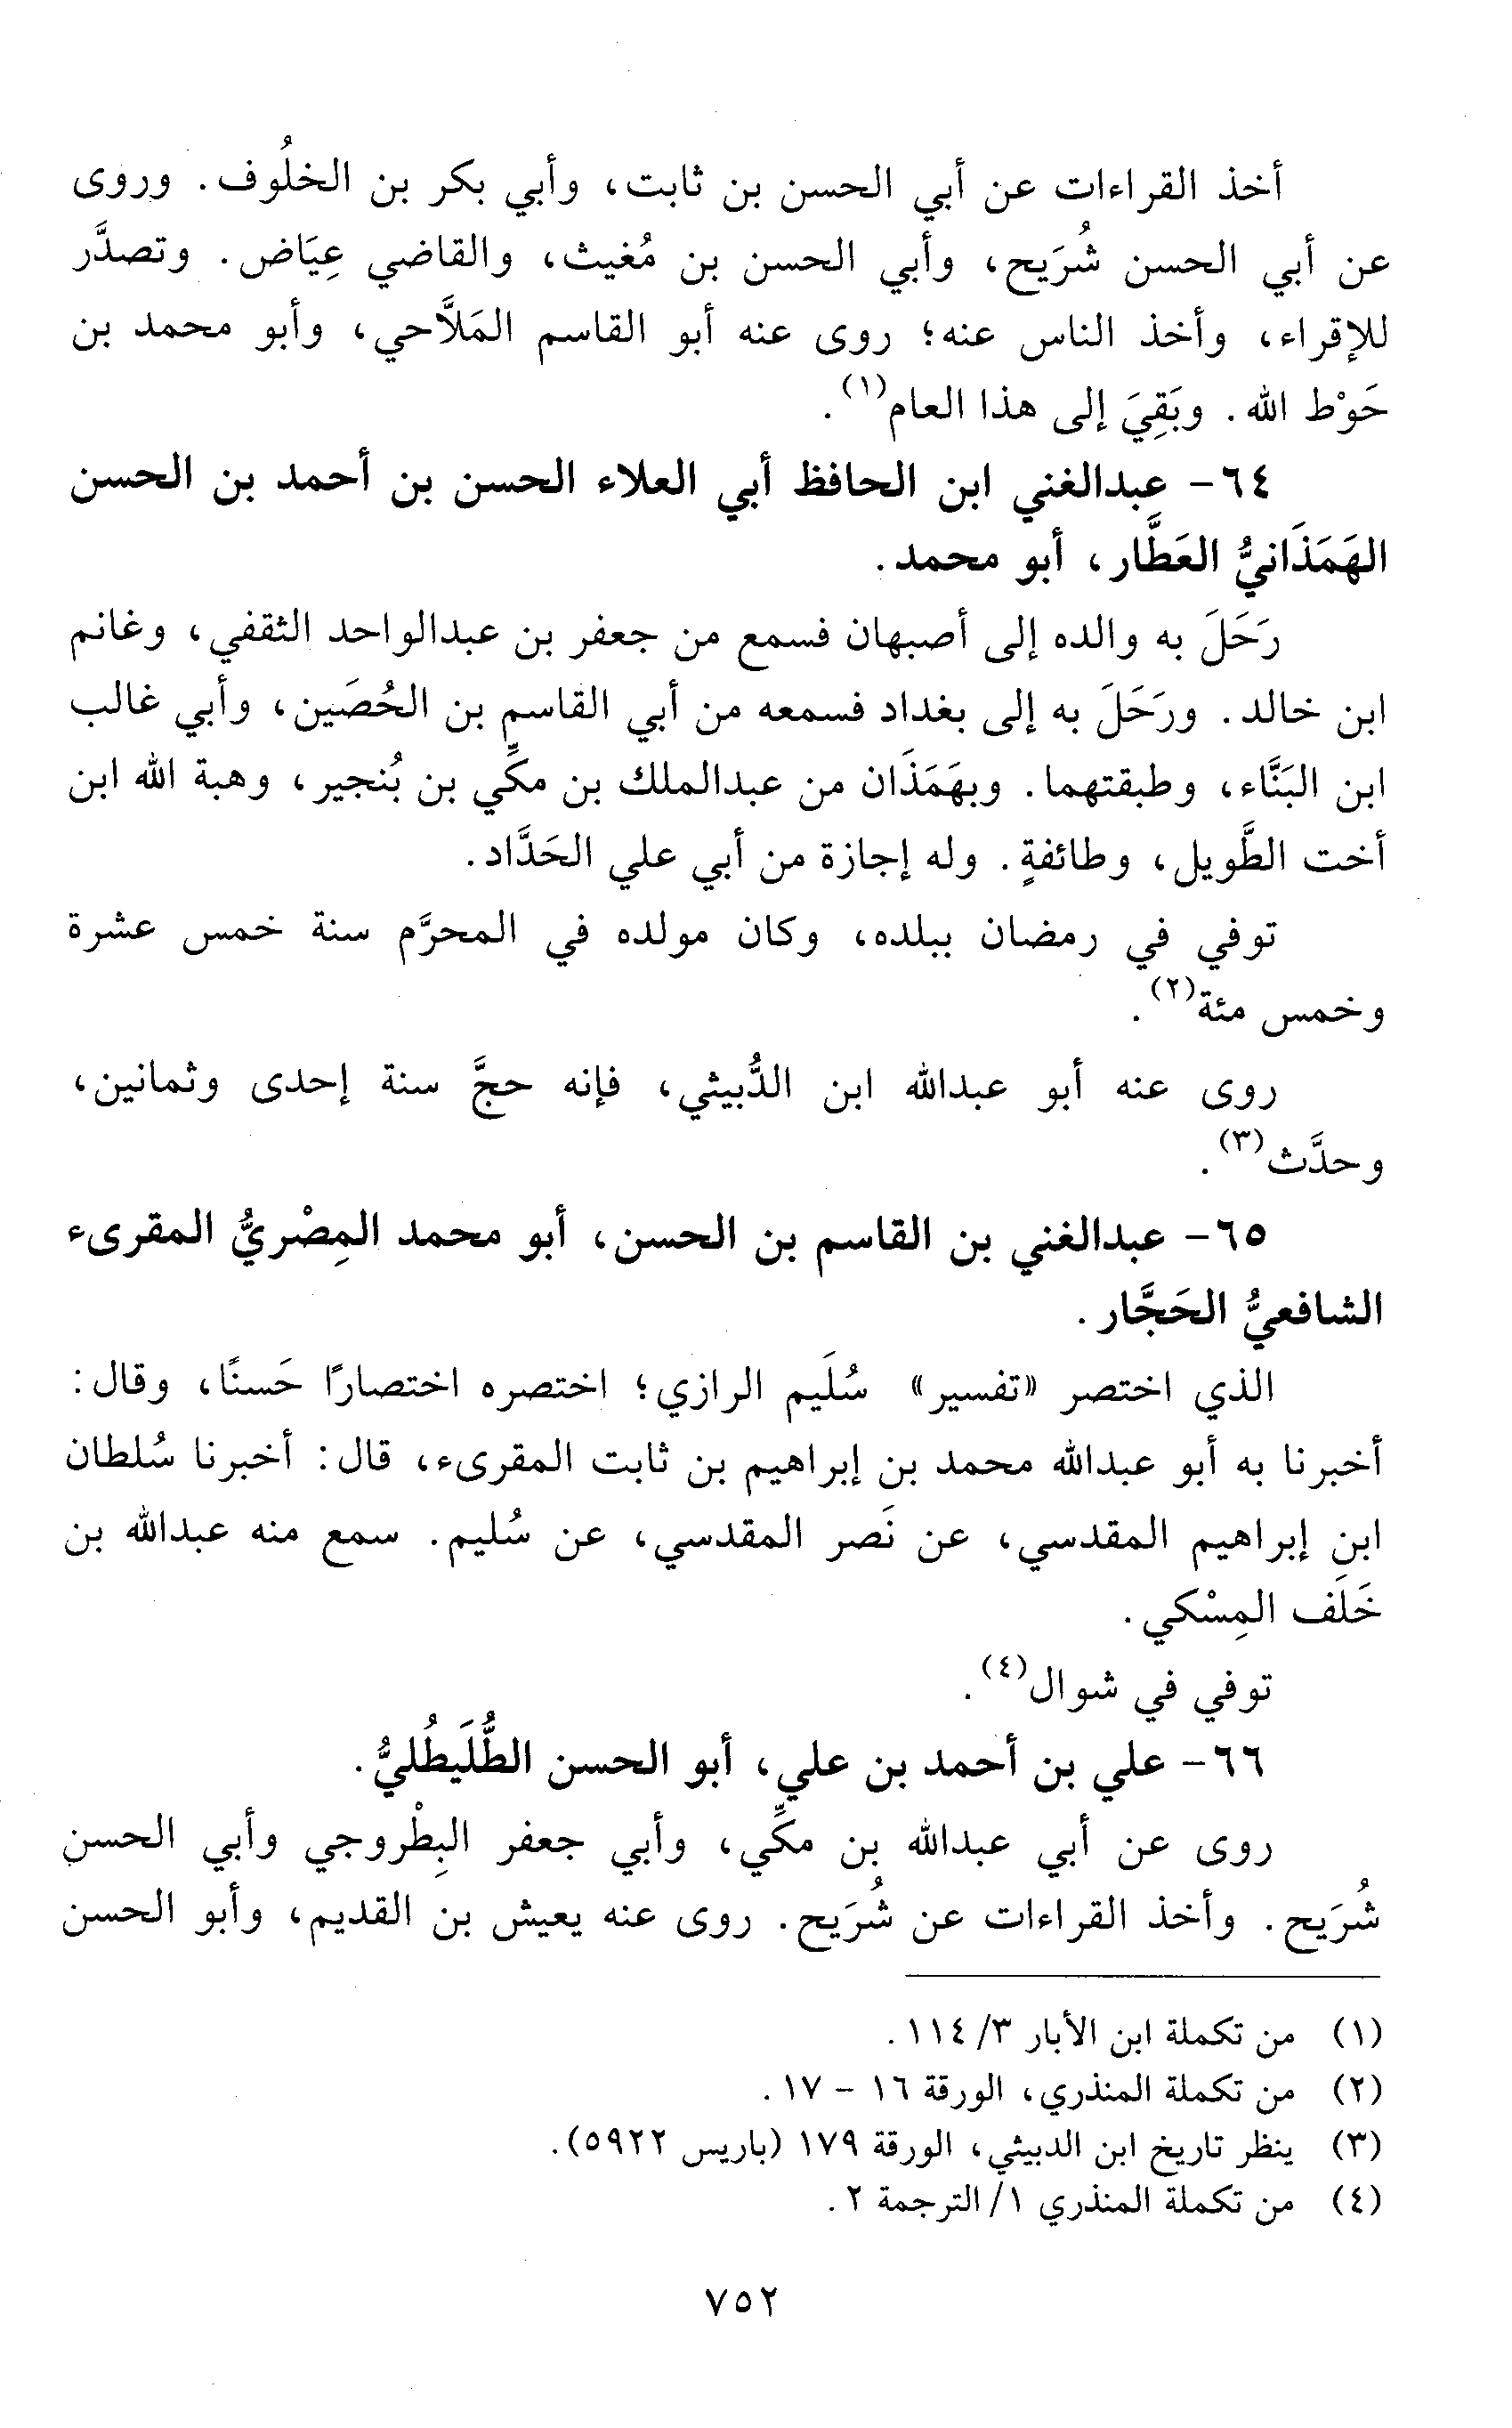 أخذ القراءات عن أبي الحسن بن ثابت، وأبي بكر بن الخلُوف. وروى
عن أبي الحسن شُرَيح، وأبي الحسن بن مُغيث، والقاضي عِيَاض. وتصدَّر
للإقراء، وأخذ الناس عنه؛ روى عنه أبو القاسم المَلاَّحي، وأبو محمد بن
حَوْط الله. وبَقِيَ إلى هذا العام(١).
٦٤- عبدالغني ابن الحافظ أبي العلاء الحسن بن أحمد بن الحسن
الهَمَذَانيُّ العَطَّار، أبو محمد.
رَحَلَ به والده إلى أصبهان فسمع من جعفر بن عبدالواحد الثقفي، وغانم
ابن خالد. ورَحَلَ به إلى بغداد فسمعه من أبي القاسم بن الحُصَين، وأبي غالب
ابن البَنَّاء، وطبقتهما. وبهَمَذَان من عبدالملك بن مكِّي بن بُنجير، وهبة الله ابن
أخت الطَّويل، وطائفةٍ. وله إجازة من أبي علي الحَدَّاد.
توفي في رمضان ببلده، وكان مولده في المحرَّم سنة خمس عشرة
وخمس مئة(٢).
روى عنه أبو عبدالله ابن الدُّبيثي، فإنه حجَّ سنة إحدى وثمانين،
وحدَّث(٣).
٦٥- عبدالغني بن القاسم بن الحسن، أبو محمد المِصْريُّ المقرىء
الشافعيُّ الحَجَّار.
الذي اختصر «تفسير» سُلَيم الرازي؛ اختصره اختصارًا حَسنًا، وقال:
أخبرنا به أبو عبدالله محمد بن إبراهيم بن ثابت المقرىء، قال: أخبرنا سُلطان
ابن إبراهيم المقدسي، عن نَصر المقدسي، عن سُليم. سمع منه عبدالله بن
خَلَف المِسْكي.
توفي في شوال(٤).
٦٦- علي بن أحمد بن علي، أبو الحسن الطُّلَيطُليُّ.
روى عن أبي عبدالله بن مكِّي، وأبي جعفر البِطْروجي وأبي الحسن
شُرَيح. وأخذ القراءات عن شُرَيح. روى عنه يعيش بن القديم، وأبو الحسن
(١) من تكملة ابن الأبار ٣/ ١١٤.
(٢) من تكملة المنذري، الورقة ١٦ - ١٧.
(٣) ينظر تاريخ ابن الدبيثي، الورقة ١٧٩ (باريس ٥٩٢٢).
(٤) من تكملة المنذري ١/ الترجمة ٢.
٧٥٢